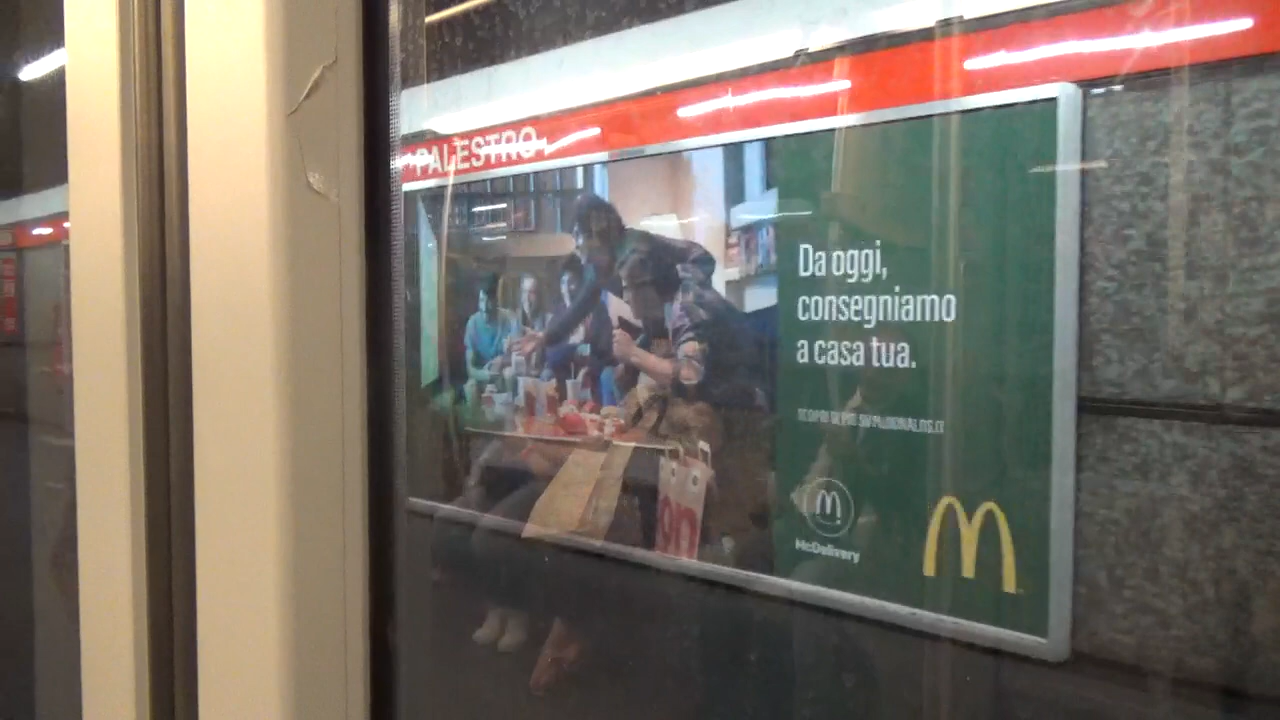 PALESTRO
Da oggi,
consegniamo
a casa tua.
McDelivery